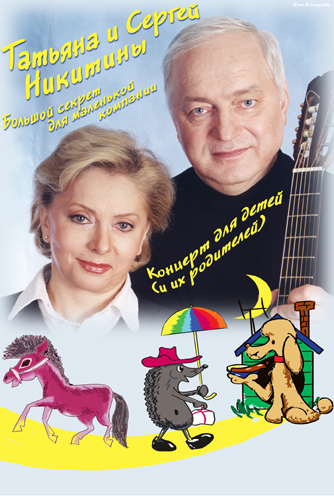 Татьяна и Сергей
Никитины
Большой секрет
для маленькой
компании
Концерт для детей
(и их родителей)